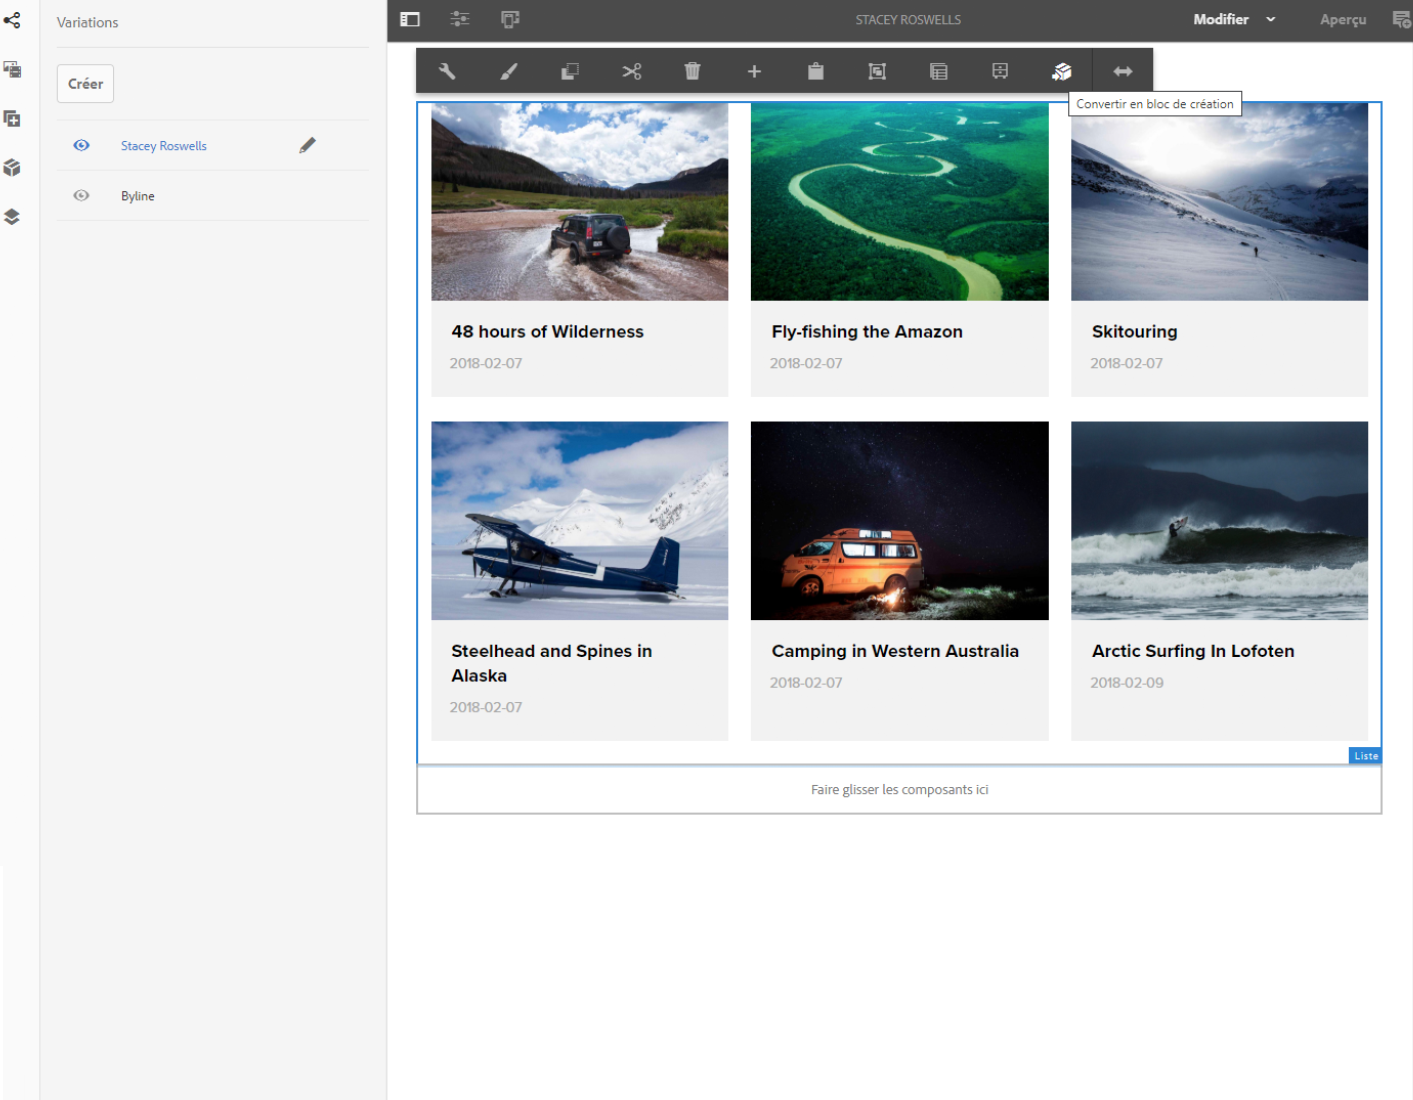 Variations
STACEY ROSWELLS
Modifier
Aperçu
Créer
Stacey Roswells
Byline
Convertir en bloc de création
48 hours of Wilderness
2018-02-07
Fly-fishing the Amazon
2018-02-07
Skitouring
2018-02-07
Steelhead and Spines in
Alaska
2018-02-07
Camping in Western Australia
2018-02-07
Arctic Surfing In Lofoten
2018-02-09
Liste
Faire glisser les composants ici